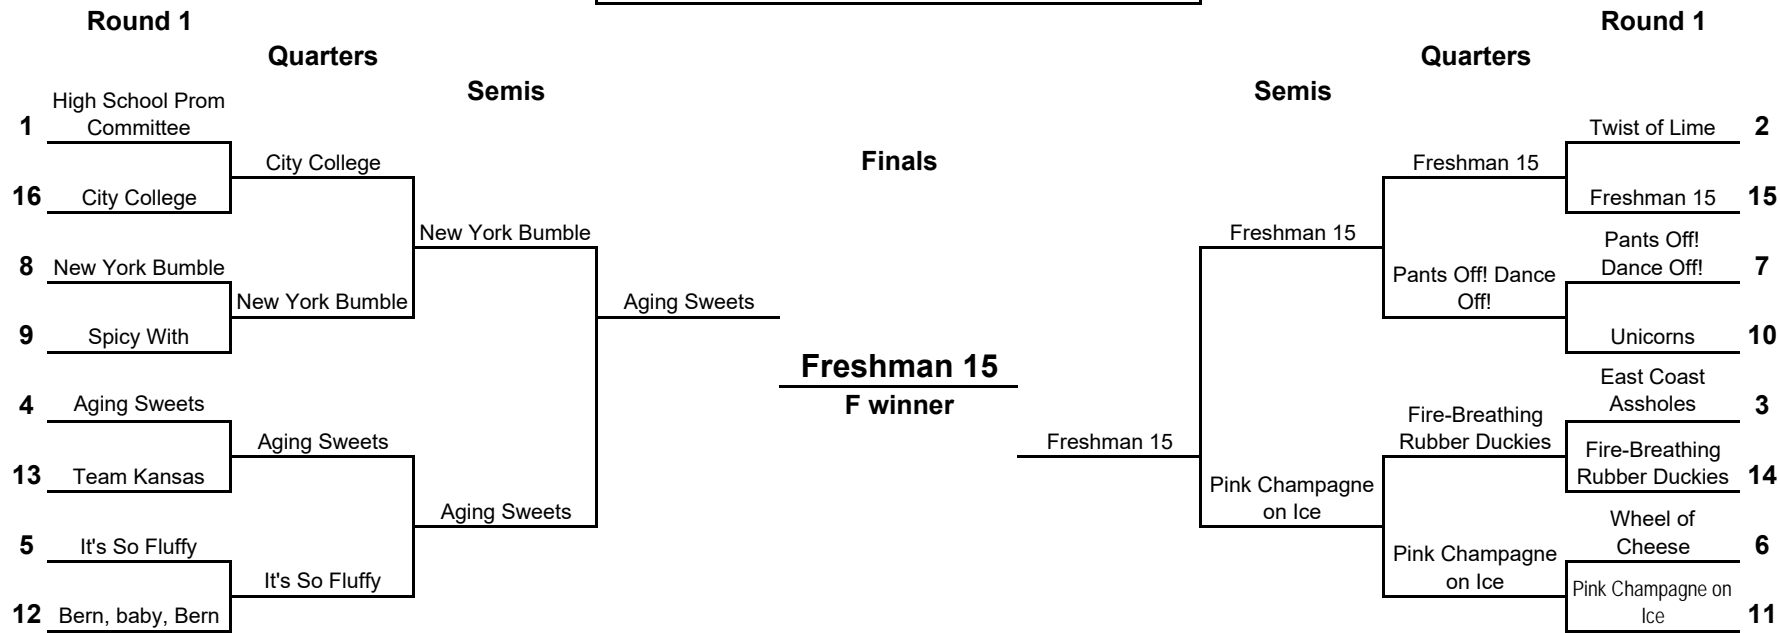 Round 1
Round 1
Quarters
Quarters
Semis
Semis
Finals
High School Prom
Committee
1
City College
16
City College
New York Bumble
8
New York Bumble
New York Bumble
9
Spicy With
Aging Sweets
4
Aging Sweets
Aging Sweets
13
Team Kansas
Aging Sweets
5
It's So Fluffy
It's So Fluffy
12
Bern, baby, Bern
Freshman 15
F winner
Twist of Lime
2
Freshman 15
Freshman 15
15
Freshman 15
Pants Off!
Dance Off!
7
Pants Off! Dance
Off!
Unicorns
10
Freshman 15
East Coast
Assholes
3
Fire-Breathing
Rubber Duckies
Fire-Breathing
Rubber Duckies
14
Pink Champagne
on Ice
Wheel of
Cheese
6
Pink Champagne
on Ice
Pink Champagne on
Ice
11